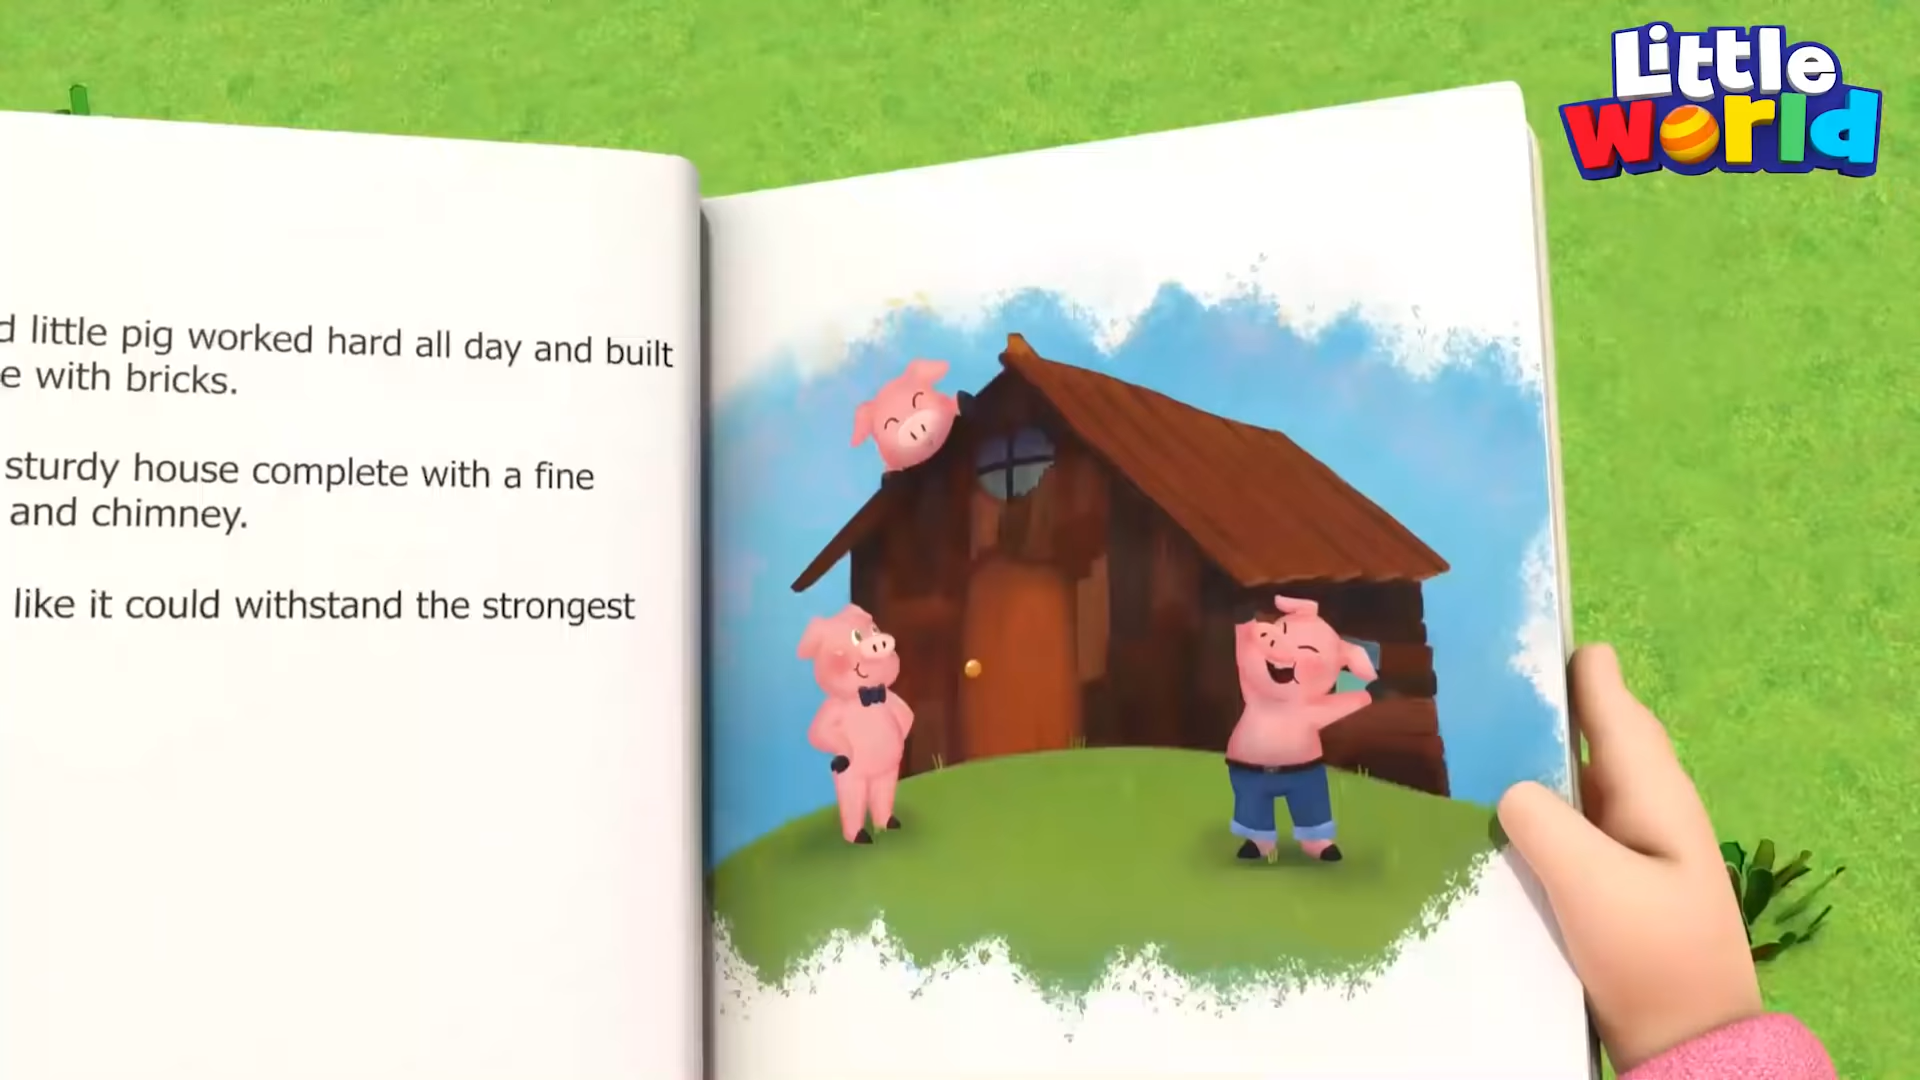 little pig worked hard all day and built
with bricks.
sturdy house complete with a fine
and chimney.
like it could withstand the strongest
Little
World